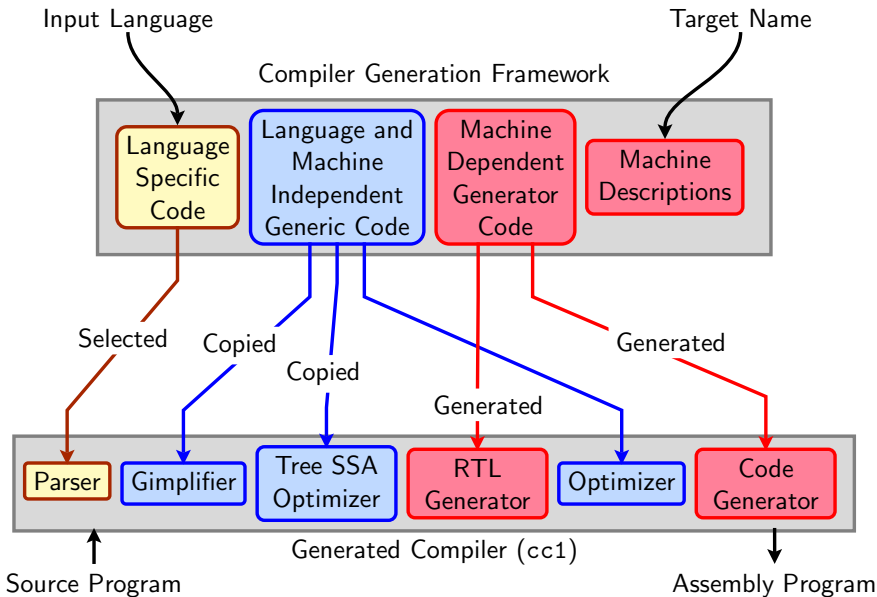 Input Language
Target Name
Compiler Generation Framework
Language
Specific
Code
Language and
Machine
Independent
Generic Code
Machine
Dependent
Generator
Code
Machine
Descriptions
Selected
Copied
Copied
Generated
Generated
Parser
Gimplifier
Tree SSA
Optimizer
RTL
Generator
Optimizer
Code
Generator
Generated Compiler (cc1)
Source Program
Assembly Program